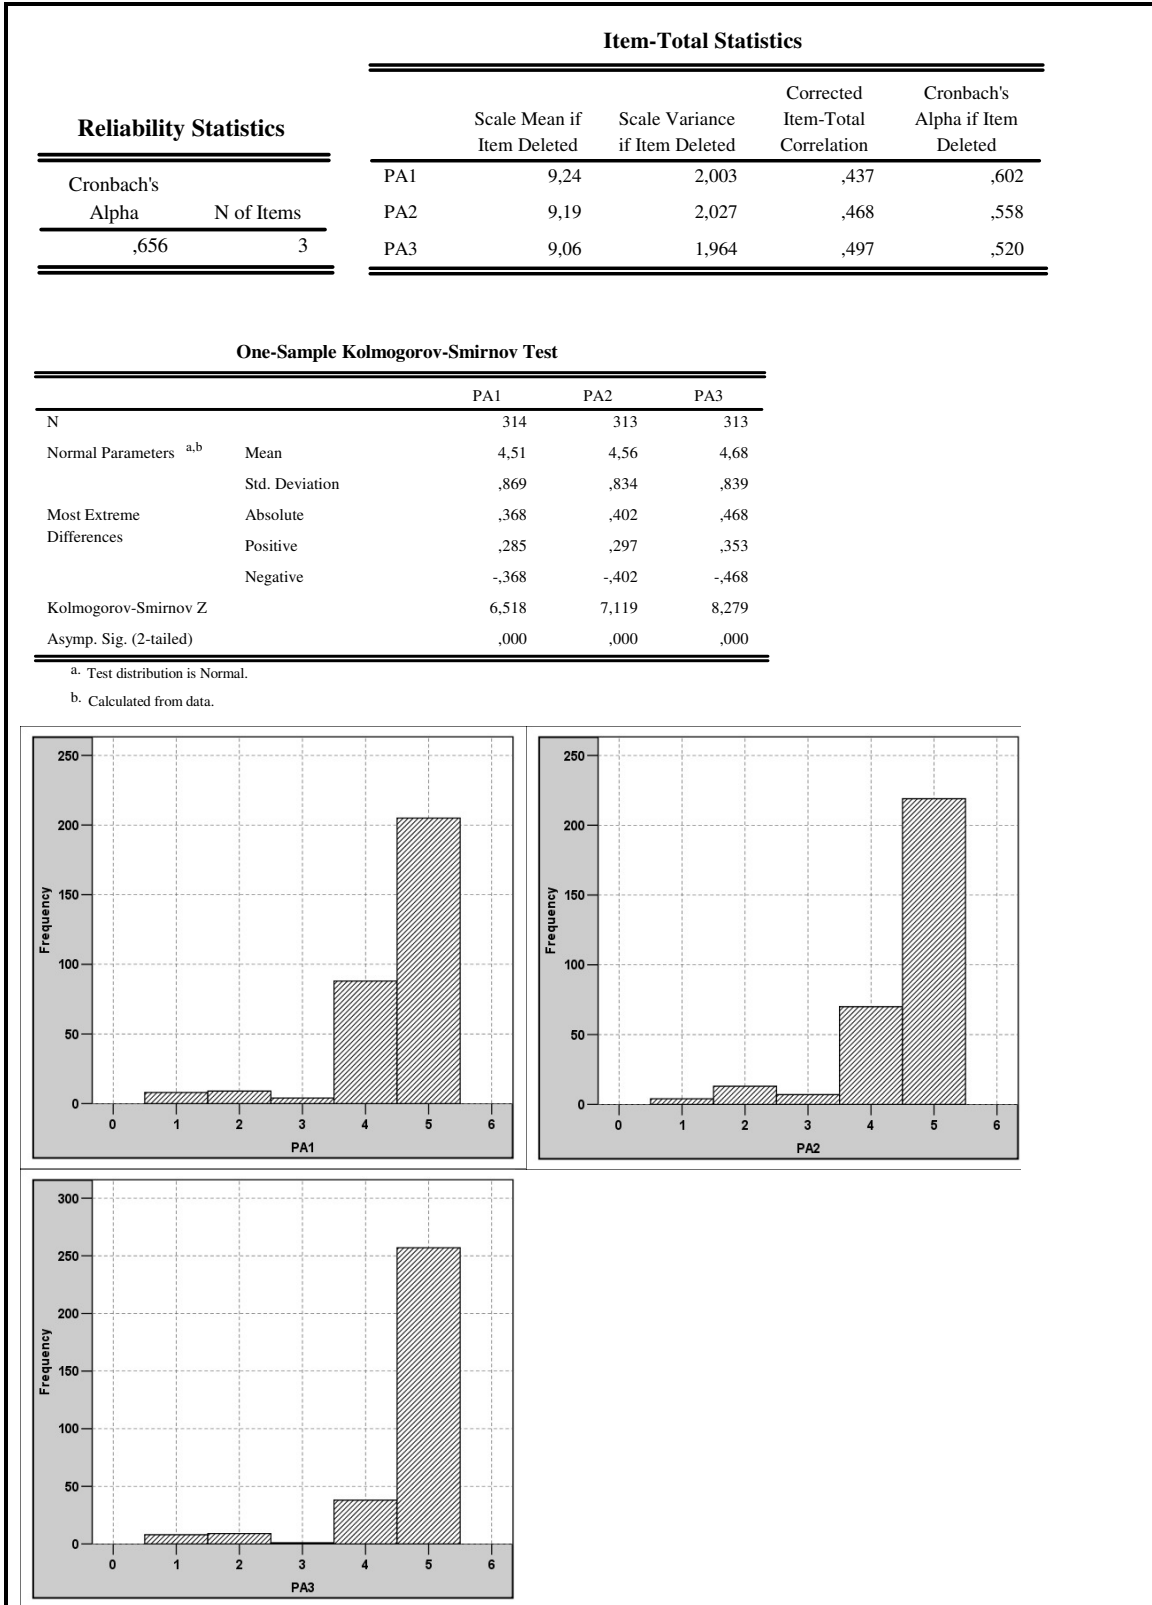 Item-Total Statistics
Reliability Statistics
Cronbach's
Alpha N of Items
,656 3
Corrected Cronbach's
Scale Mean if Scale Variance Item-Total Alpha if Item
Item Deleted if Item Deleted Correlation Deleted
PA1 9,24 2,003 ,437 ,602
PA2 9,19 2,027 ,468 ,558
PA3 9,06 1,964 ,497 ,520
One-Sample Kolmogorov-Smirnov Test
PA1 PA2 PA3
N 314 313 313
Normal Parameters a,b Mean 4,51 4,56 4,68
Std. Deviation ,869 ,834 ,839
Most Extreme Absolute ,368 ,402 ,468
Differences
Positive ,285 ,297 ,353
Negative -,368 -,402 -,468
Kolmogorov-Smirnov Z 6,518 7,119 8,279
Asymp. Sig. (2-tailed) ,000 ,000 ,000
a. Test distribution is Normal.
b. Calculated from data.
250
200
150
100
50
0
Frequency
0 1 2 3 4 5 6
PA1
250
200
150
100
50
0
Frequency
0 1 2 3 4 5 6
PA2
300
250
200
150
100
50
0
Frequency
0 1 2 3 4 5 6
PA3